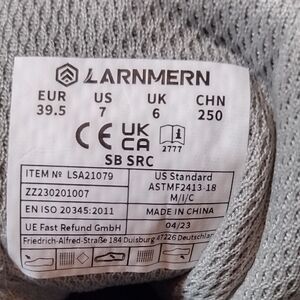 LARNMERN
EUR US UK CHN
39.5 7 6 250
CE UK CA 2777
SB SRC
ITEM № LSA21079 US Standard
ZZ230201007 ASTMF2413-18
M/I/C
EN ISO 20345:2011 MADE IN CHINA
UE Fast Refund GmbH 04/23
Friedrich-Alfred-Straße 184 Duisburg 47226 Deutschland